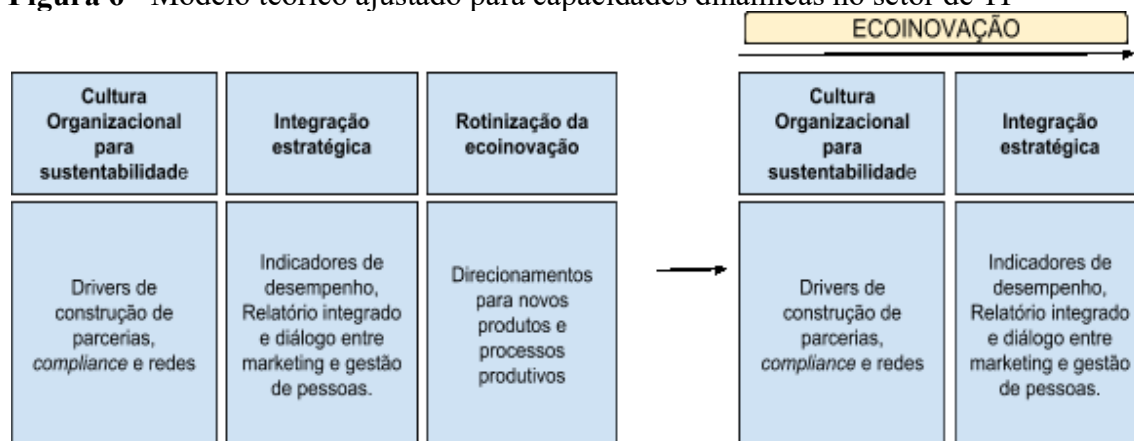 Figura 6 - Modelo teórico ajustado para capacidades dinâmicas no setor de TI
ECOINOVAÇÃO
Cultura
Organizacional
para
sustentabilidade
Integração
estratégica
Rotinização da
ecoinovação
Cultura
Organizacional
para
sustentabilidade
Integração
estratégica
Drivers de
construção de
parcerias,
compliance e redes
Indicadores de
desempenho,
Relatório integrado
e diálogo entre
marketing e gestão
de pessoas.
Direcionamentos
para novos
produtos e
processos
produtivos
Drivers de
construção de
parcerias,
compliance e redes
Indicadores de
desempenho,
Relatório integrado
e diálogo entre
marketing e gestão
de pessoas.